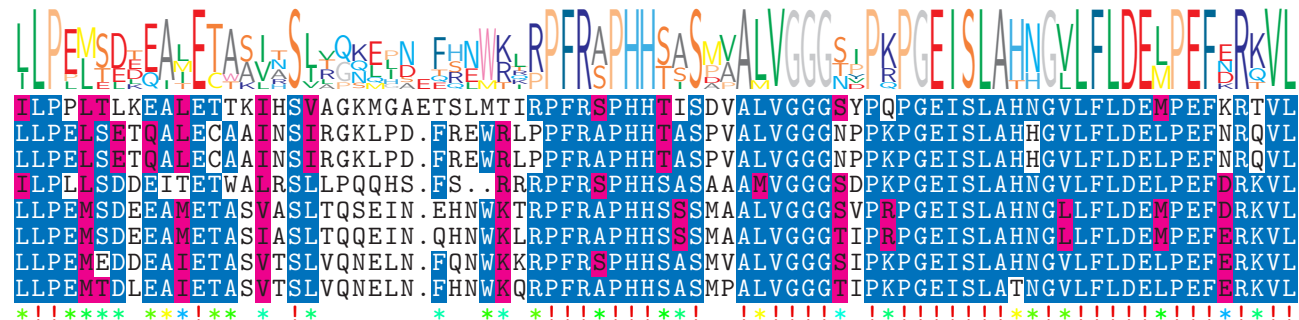 ILPPLTLKEALETTKIHSVAGKMGAETSLMTIRPFRSPHHTISDVALVGGGSYPQPGEISLAHNGVLFLDEMPEFKRTVL
LLPELSETQALECAAINSIRGKLPD.FREWRLPPFRAPHHTASPVALVGGGNPPKPGEISLAHHGVLFLDELPEFNRQVL
LLPELSETQALECAAINSIRGKLPD.FREWRLPPFRAPHHTASPVALVGGGNPPKPGEISLAHHGVLFLDELPEFNRQVL
ILPLLSDDEITETWALRSLLPQQHS.FS..RRRPFRSPHHSASAAAMVGGGSDPKPGEISLAHNGVLFLDELPEFDRKVL
LLPEMSDEEAMETASVASLTQSEIN.EHNWKTRPFRAPHHSSSMAALVGGGSVPRPGEISLAHNGLLFLDEMPEFDRKVL
LLPEMSDEEAMETASIASLTQQEIN.QHNWKLRPFRAPHHSSSMAALVGGGTIPRPGEISLAHNGLLFLDEMPEFERKVL
LLPEMEDDEAIETASVTSLVQNELN.FQNWKKRPFRSPHHSASMVALVGGGSIPKPGEISLAHNGVLFLDELPEFERKVL
LLPEMTDLEAIETASVTSLVQNELN.FHNWKQRPFRAPHHSASMPALVGGGTIPKPGEISLATNGVLFLDELPEFERKVL